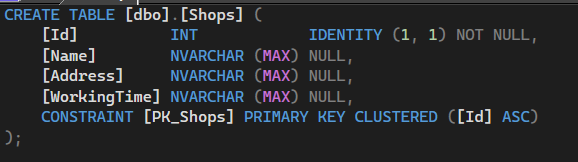 CREATE TABLE [dbo].[Shops] (
    [Id]          INT            IDENTITY (1, 1) NOT NULL,
    [Name]        NVARCHAR (MAX) NULL,
    [Address]     NVARCHAR (MAX) NULL,
    [WorkingTime] NVARCHAR (MAX) NULL,
    CONSTRAINT [PK_Shops] PRIMARY KEY CLUSTERED ([Id] ASC)
);